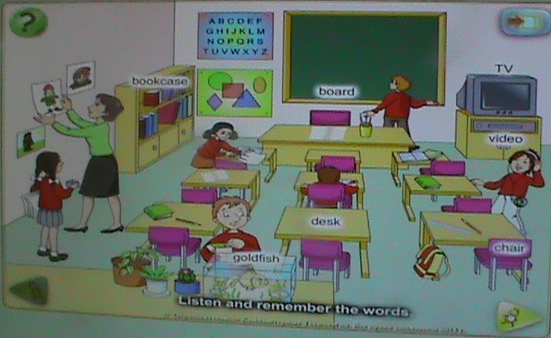 ?
ABCDEF
GHIJKLM
NOPQRS
TUVWXYZ
TV
bookcase
board
video
desk
chair
goldfish
Listen and remember the words.